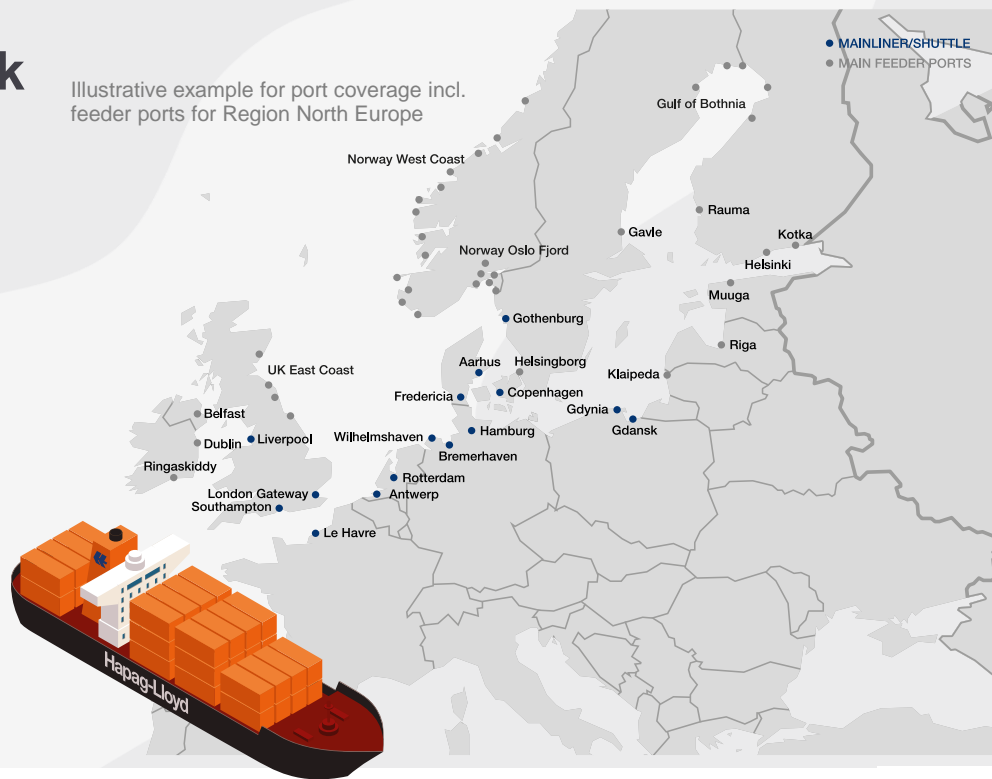 k
Illustrative example for port coverage incl.
feeder ports for Region North Europe
MAINLINER/SHUTTLE
MAIN FEEDER PORTS
Gulf of Bothnia
Norway West Coast
Rauma
Gavle
Kotka
Norway Oslo Fjord
Helsinki
Muuga
Gothenburg
Riga
Aarhus
Helsingborg
UK East Coast
Klaipeda
Fredericia
Copenhagen
Belfast
Gdynia
Gdansk
Hamburg
Wilhelmshaven
Liverpool
Dublin
Bremerhaven
Ringaskiddy
Rotterdam
London Gateway
Antwerp
Southampton
Le Havre
Hapag-Lloyd